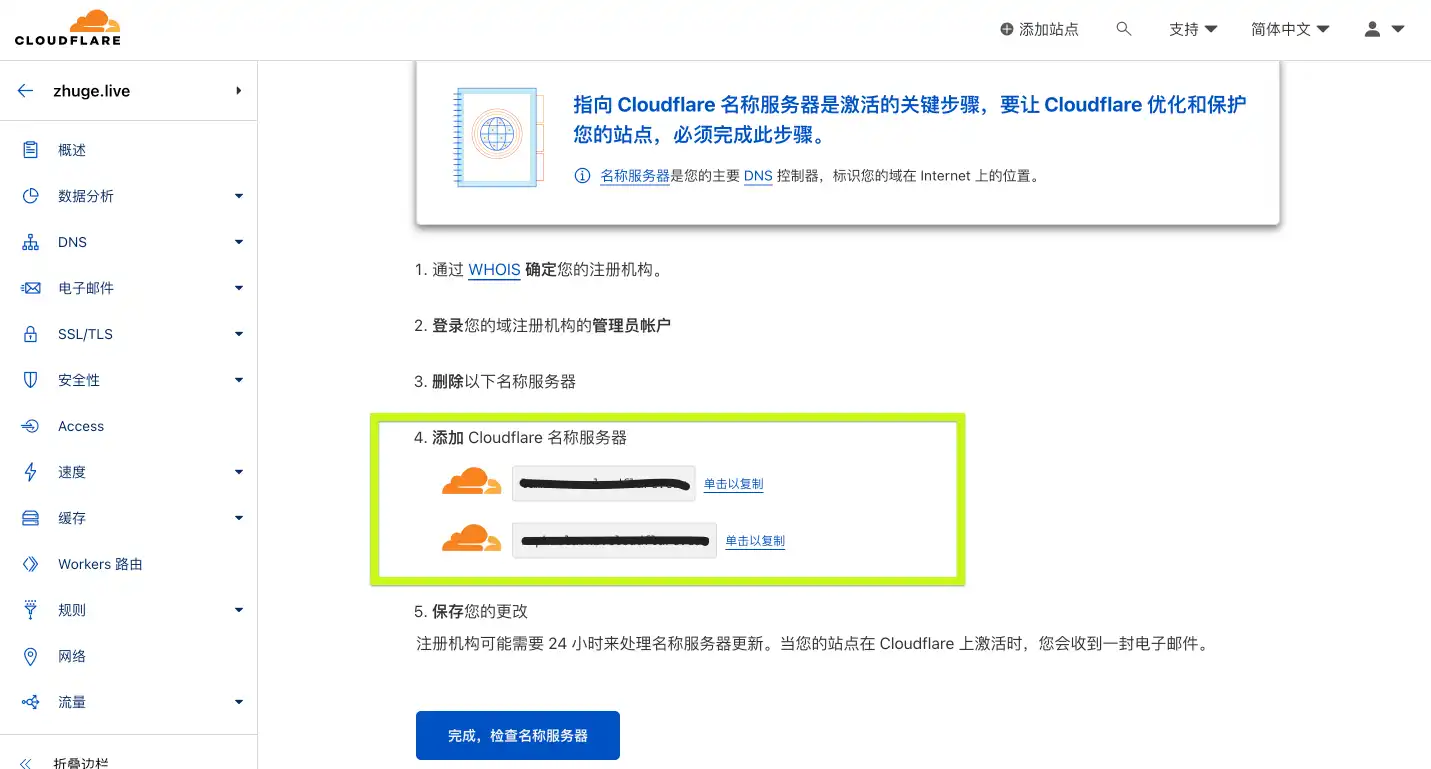 CLOUDFLARE
添加站点
支持
简体中文
zhuge.live
概述
数据分析
DNS
电子邮件
SSL/TLS
安全性
Access
速度
缓存
Workers 路由
规则
网络
流量
折叠边栏
指向 Cloudflare 名称服务器是激活的关键步骤，要让 Cloudflare 优化和保护
您的站点，必须完成此步骤。
名称服务器是您的主要 DNS 控制器，标识您的域在 Internet 上的位置。
1. 通过 WHOIS 确定您的注册机构。
2. 登录您的域注册机构的管理员帐户
3. 删除以下名称服务器
4. 添加 Cloudflare 名称服务器
单击以复制
单击以复制
5. 保存您的更改
注册机构可能需要 24 小时来处理名称服务器更新。当您的站点在 Cloudflare 上激活时，您会收到一封电子邮件。
完成，检查名称服务器